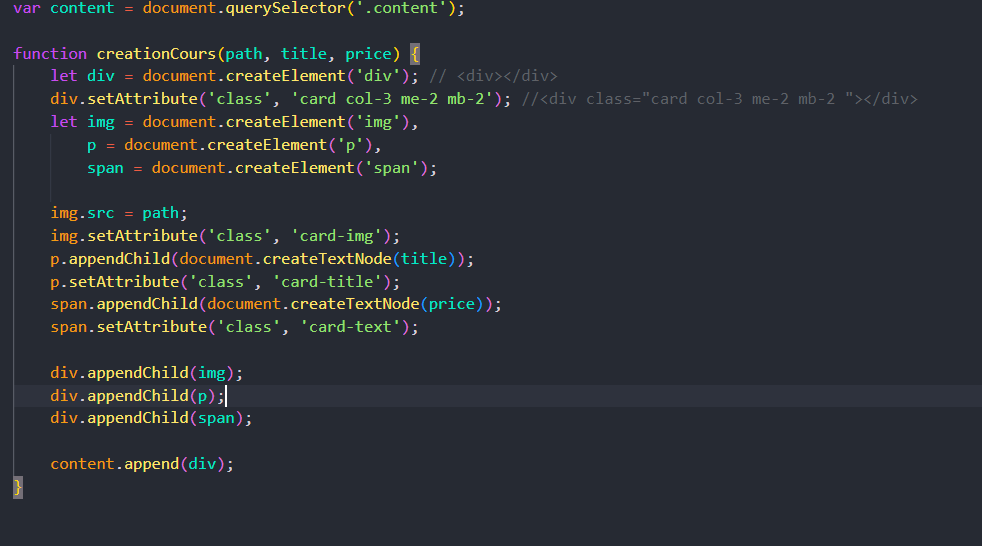 var content = document.querySelector('.content');
function creationCours(path, title, price) {
let div = document.createElement('div'); // <div></div>
div.setAttribute('class', 'card col-3 me-2 mb-2'); //<div class="card col-3 me-2 mb-2 "></div>
let img = document.createElement('img'),
p = document.createElement('p'),
span = document.createElement('span');
img.src = path;
img.setAttribute('class', 'card-img');
p.appendChild(document.createTextNode(title));
p.setAttribute('class', 'card-title');
span.appendChild(document.createTextNode(price));
span.setAttribute('class', 'card-text');
div.appendChild(img);
div.appendChild(p);
div.appendChild(span);
content.append(div);
}